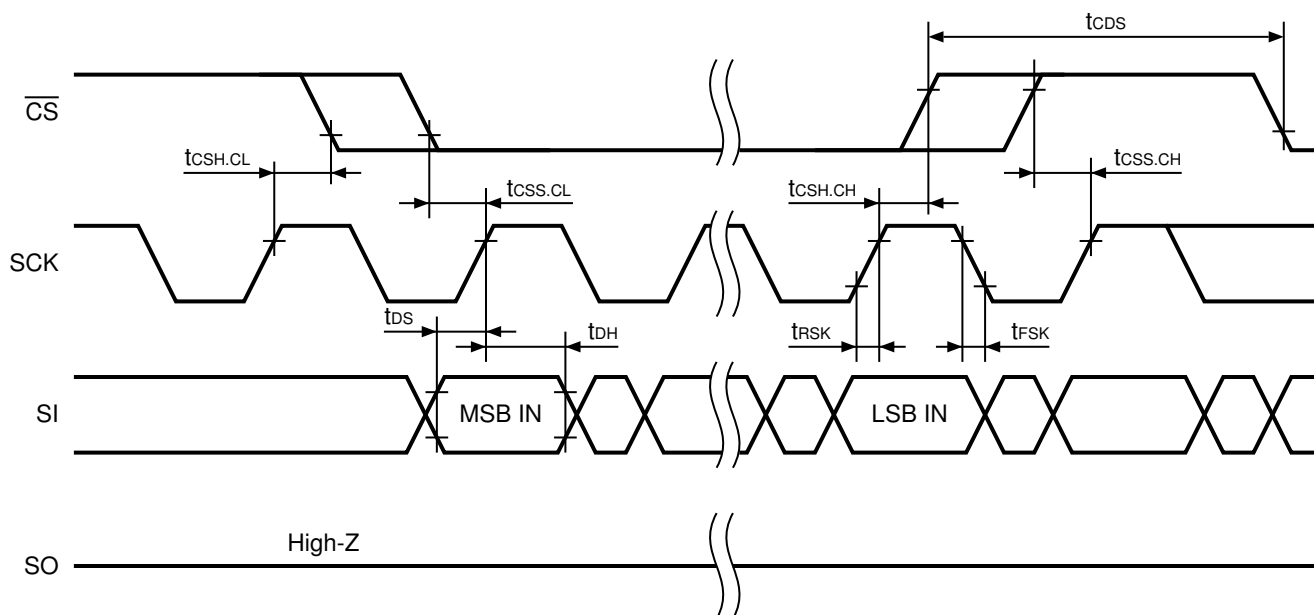 tCDS
CS
tCSH.CL
tCSS.CL
tCSH.CH
tCSS.CH
SCK
tDS
tDH
tRSK
tFSK
SI
MSB IN
LSB IN
High-Z
SO